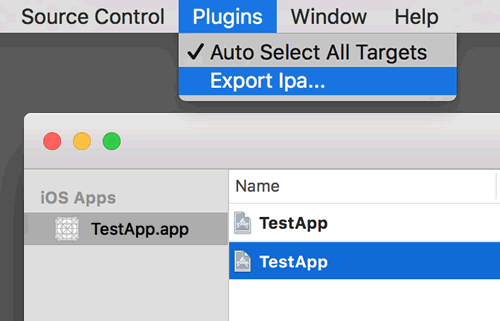 Source Control Plugins Window Help
✓ Auto Select All Targets
Export Ipa...
iOS Apps
Name
TestApp.app
TestApp
TestApp